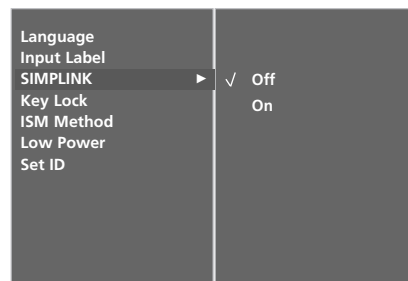 Language
Input Label
SIMPLINK ► √ Off
Key Lock On
ISM Method
Low Power
Set ID